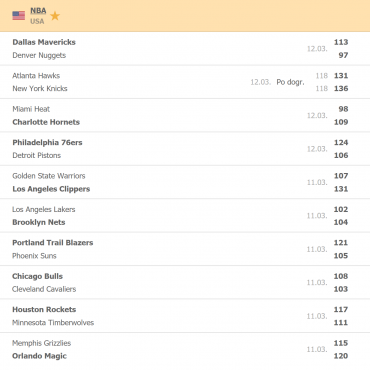 NBA
USA
Dallas Mavericks 113
12.03.
Denver Nuggets 97
Atlanta Hawks 118 131
12.03. Po dogr.
New York Knicks 118 136
Miami Heat 98
12.03.
Charlotte Hornets 109
Philadelphia 76ers 124
12.03.
Detroit Pistons 106
Golden State Warriors 107
11.03.
Los Angeles Clippers 131
Los Angeles Lakers 102
11.03.
Brooklyn Nets 104
Portland Trail Blazers 121
11.03.
Phoenix Suns 105
Chicago Bulls 108
11.03.
Cleveland Cavaliers 103
Houston Rockets 117
11.03.
Minnesota Timberwolves 111
Memphis Grizzlies 115
11.03.
Orlando Magic 120